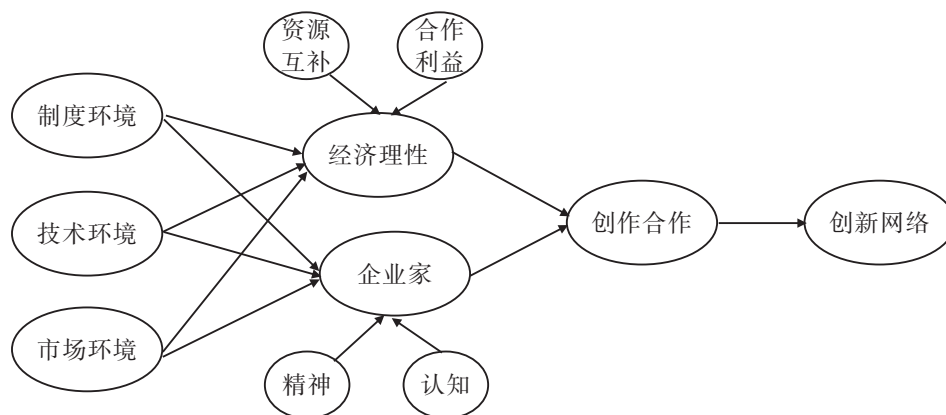 资源
互补
合作
利益
制度环境
经济理性
技术环境
创作合作
创新网络
企业家
市场环境
精神
认知